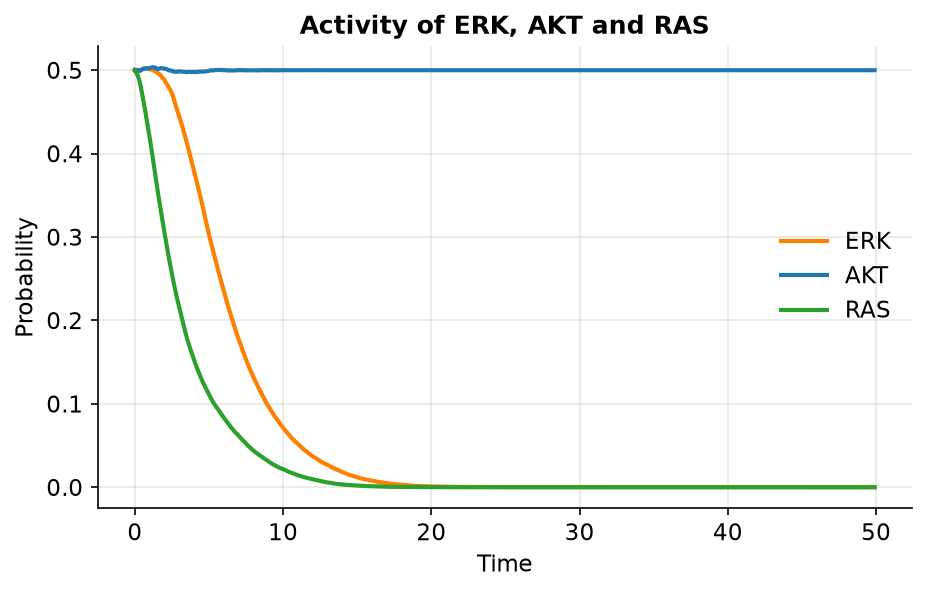 Activity of ERK, AKT and RAS
Probability
0.5
0.4
0.3
0.2
0.1
0.0
ERK
AKT
RAS
0 10 20 30 40 50
Time